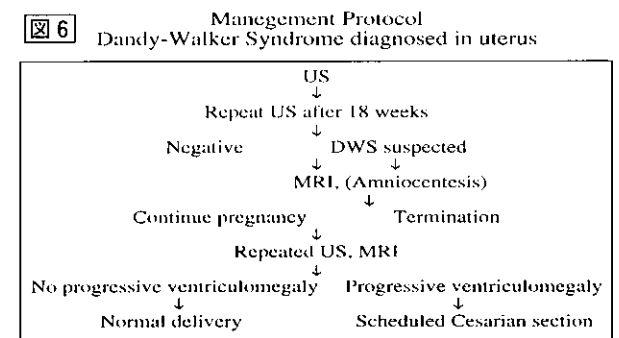 図6
Manegement Protocol
Dandy-Walker Syndrome diagnosed in uterus
US
↓
Repeat US after 18 weeks
↓
Negative DWS suspected
↓ ↓
MRI, (Amniocentesis)
↓
Continue pregnancy Termination
↓
Repeated US, MRI
↓
No progressive ventriculomegaly Progressive ventriculomegaly
↓ ↓
Normal delivery Scheduled Cesarian section